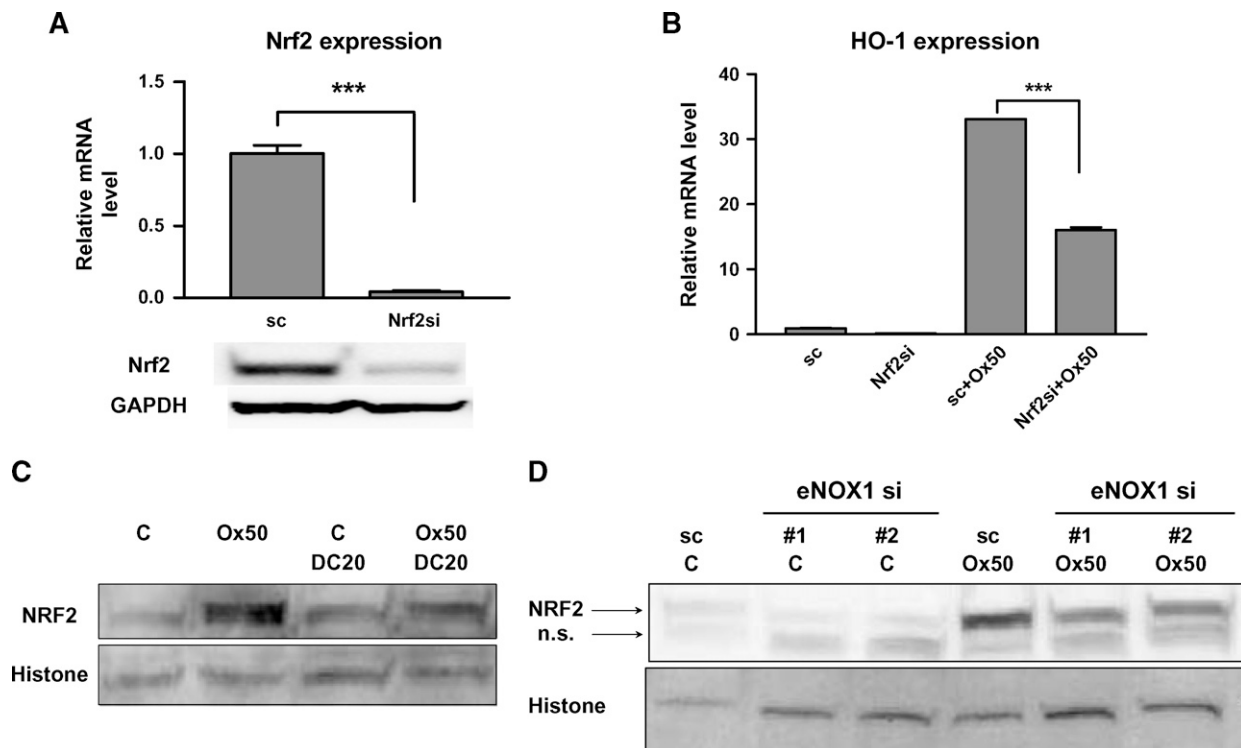 A
Nrf2 expression
Relative mRNA
level
1.5
1.0
0.5
0.0
***
sc
Nrf2si
Nrf2
GAPDH
B
HO-1 expression
Relative mRNA level
40
30
20
10
0
***
sc
Nrf2si
sc+Ox50
Nrf2si+Ox50
C
C
Ox50
C
DC20
Ox50
DC20
NRF2
Histone
D
eNOX1 si
eNOX1 si
sc
#1
#2
sc
#1
#2
C
C
C
Ox50
Ox50
Ox50
NRF2
n.s.
Histone